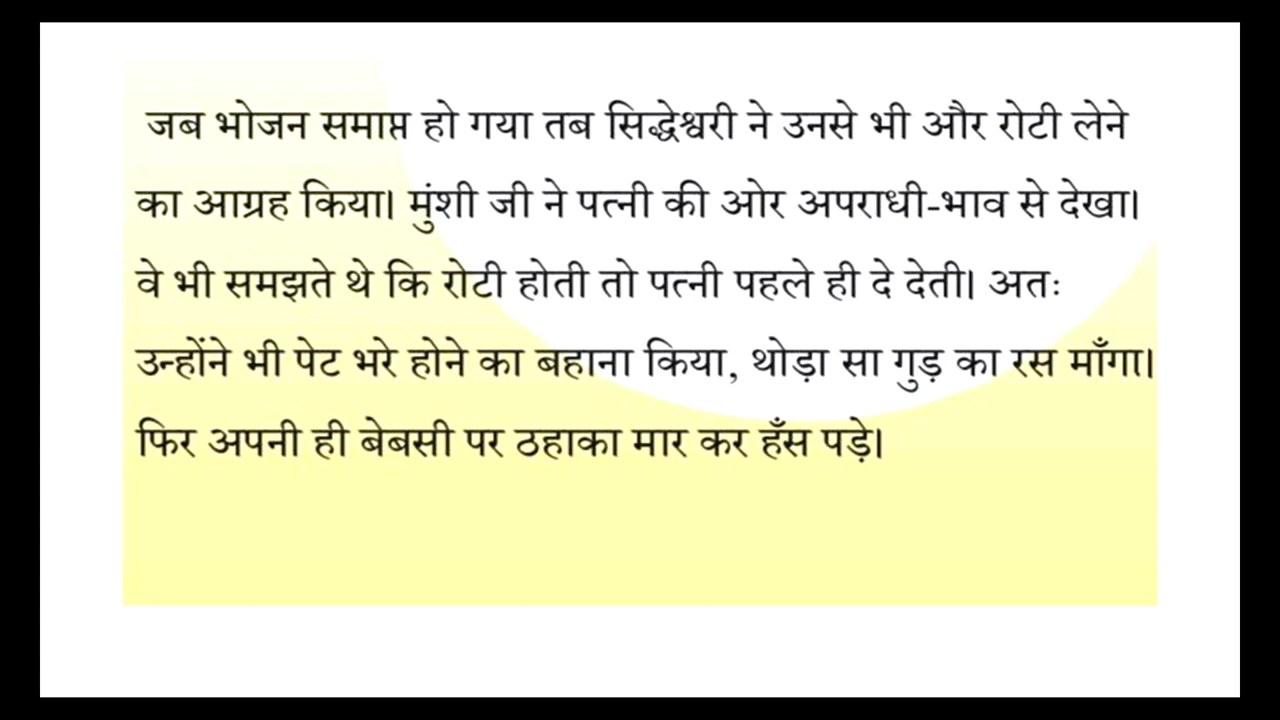 जब भोजन समाप्त हो गया तब सिद्धेश्वरी ने उनसे भी और रोटी लेने
का आग्रह किया। मुंशी जी ने पत्नी की ओर अपराधी-भाव से देखा।
वे भी समझते थे कि रोटी होती तो पत्नी पहले ही दे देती। अतः
उन्होंने भी पेट भरे होने का बहाना किया, थोड़ा सा गुड़ का रस माँगा।
फिर अपनी ही बेबसी पर ठहाका मार कर हँस पड़े।